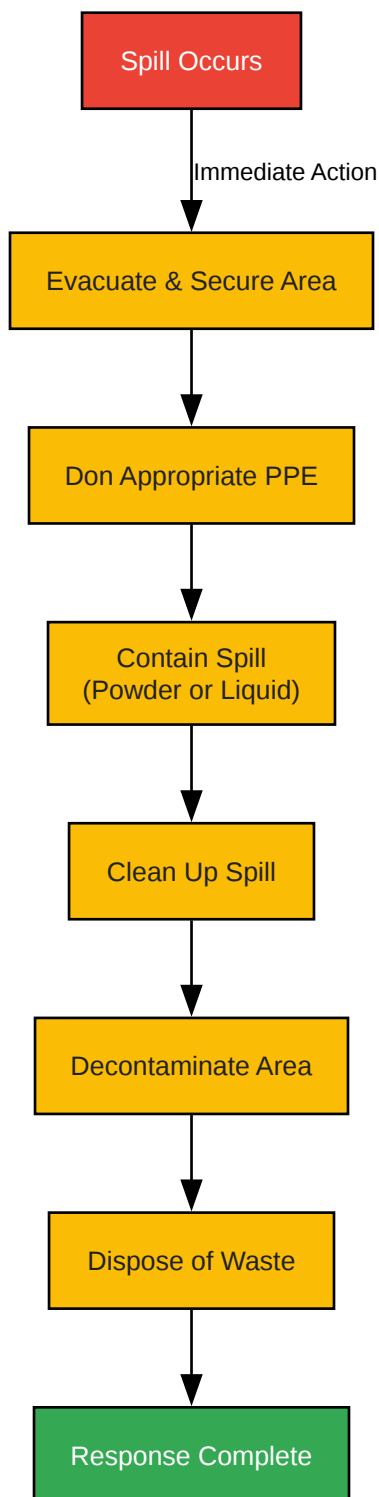 Spill Occurs
Immediate Action
Evacuate & Secure Area
Don Appropriate PPE
Contain Spill
(Powder or Liquid)
Clean Up Spill
Decontaminate Area
Dispose of Waste
Response Complete